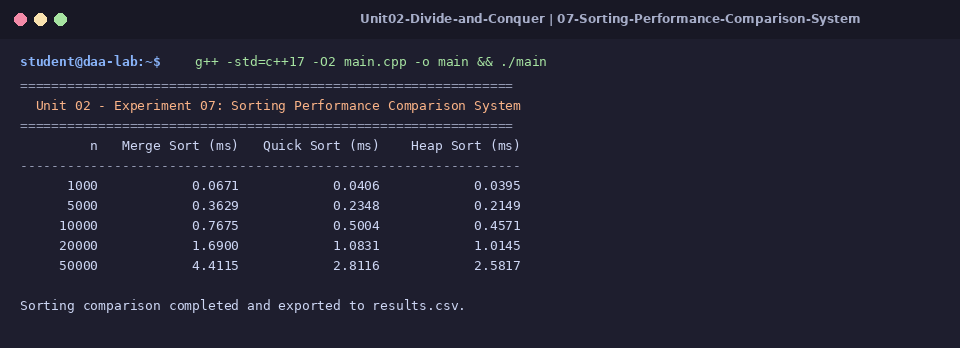 Unit02-Divide-and-Conquer | 07-Sorting-Performance-Comparison-System
student@daa-lab:~$ g++ -std=c++17 -O2 main.cpp -o main && ./main
===============================================================
Unit 02 - Experiment 07: Sorting Performance Comparison System
===============================================================
n Merge Sort (ms) Quick Sort (ms) Heap Sort (ms)
----------------------------------------------------------------
1000 0.0671 0.0406 0.0395
5000 0.3629 0.2348 0.2149
10000 0.7675 0.5004 0.4571
20000 1.6900 1.0831 1.0145
50000 4.4115 2.8116 2.5817
Sorting comparison completed and exported to results.csv.